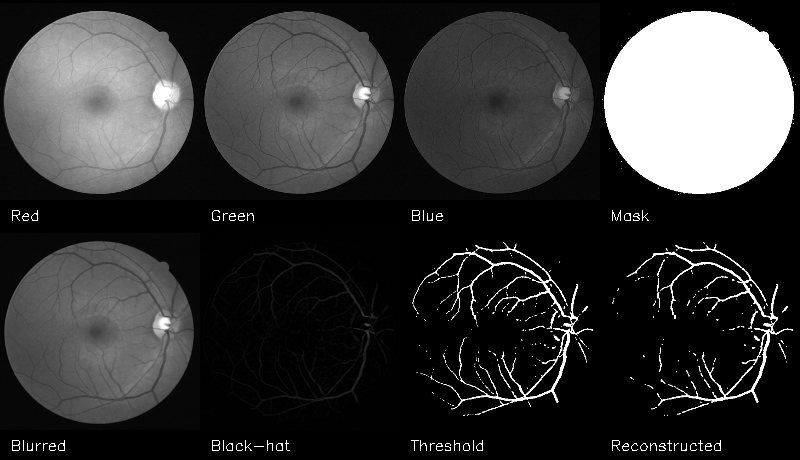 Red
Green
Blue
Mask
Blurred
Black-hat
Threshold
Reconstructed